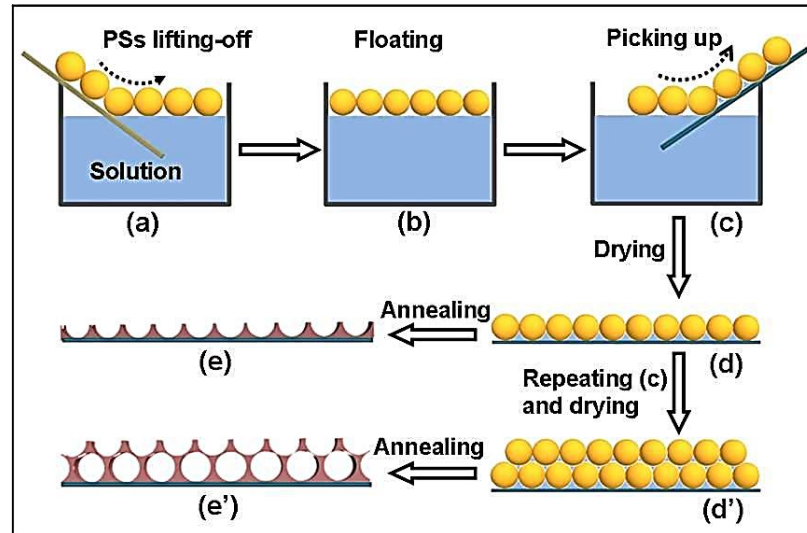 PSs lifting-off
Floating
Picking up
Solution
(a)
(b)
(c)
Drying
Annealing
(e)
(d)
Repeating (c)
and drying
Annealing
(e’)
(d’)